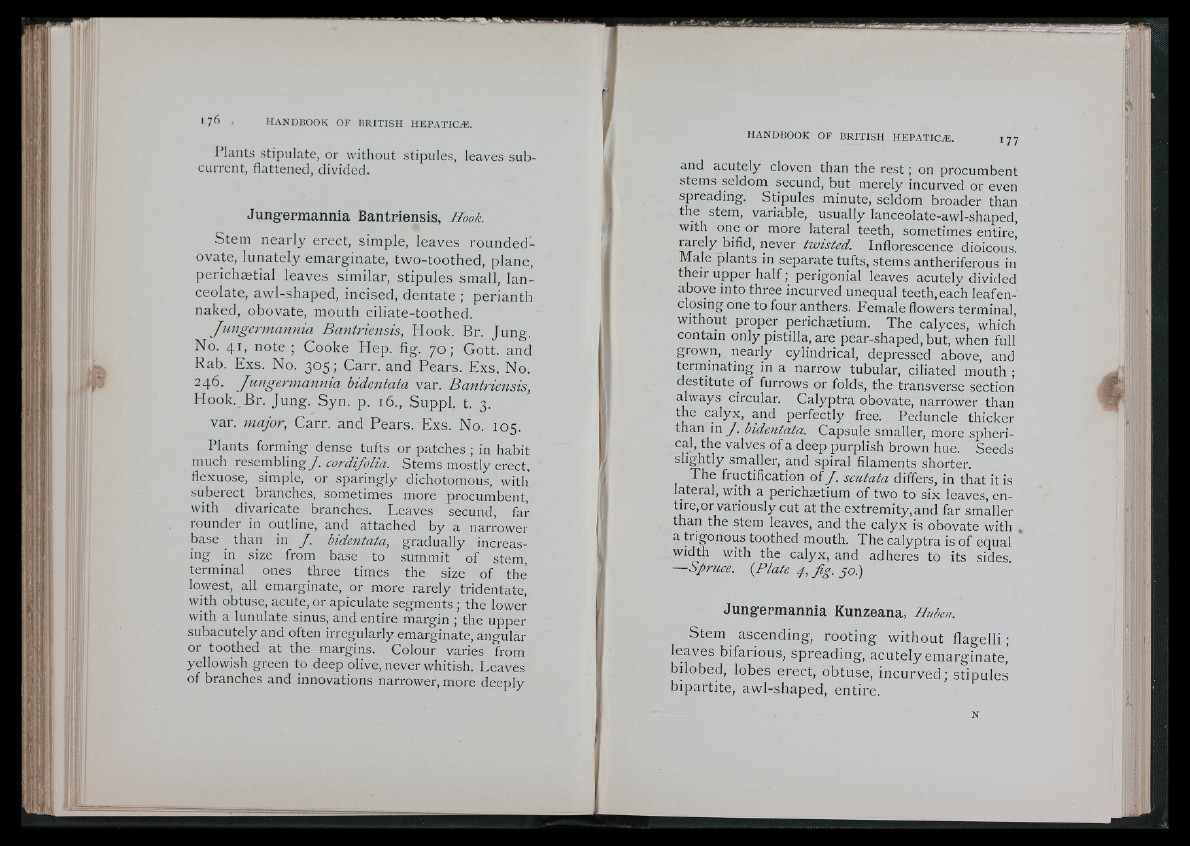 176 HANDBOOK OF BRITISH HEPATICÆ.
Plants stipulate, or without stipules, leaves sub-
current, flattened, divided.
Jungermannia Bantriensis, Hook.
Stem nearly erect, simple, leaves rounded-
ovate, lunately emarginate, two-toothed, plane,
perichætial leaves similar, stipules small, lan-
ceolate, awl-shaped, incised, dentate ; perianth
naked, obovate, mouth ciliate-toothed.
Jungermannia Bantriensis, Hook. Br. Jung.
No. 41, note ; Cooke Hep. fig. 70 ; Gott. and
Rab. Exs. No. 305 ; Carr. and Pears. Exs. No.
246. Jungermannia bidentata var. Bantriensis,
Hook. Br. Jung. Syn. p. 16., Suppl. t. 3.
var. major, Carr. and Pears. Exs. No. 105.
Plants forming dense tufts or patches ; in habit
much resembling J. cordifolia. Stems mostly erect,
flexuose, simple, or sparingly dichotomous, with
suberect branches, sometimes more procumbent,
with divaricate branches. Leaves secund, far
rounder in outline, and attached by a narrower
base than in J. bidentata, gradually increas-
ing in size from base to summit of stem,
terminal ones three times the size of the
lowest, all emarginate, or more rarely tridentate,
with obtuse, acute, or apiculate segments ; the lower
with a lunulate sinus, and entire margin ; the upper
subacutely and often irregularly emarginate, angular
or toothed at the margins. Colour varies from
yellowish green to deep olive, never whitish. Leaves
of branches and innovations narrower, more deeply
HANDBOOK OF BRITISH HEPATICÆ. 177
and acutely cloven than the rest ; on procumbent
stems seldom secund, but merely incurved or even
spreading. Stipules minute, seldom broader than
the stem, variable, usually lanceolate-awl-shaped,
with one or more lateral teeth, sometimes entire,
rarely bifid, never twisted. Inflorescence dioicous.
Male plants in separate tufts, stems antheriferous in
their upper half ; perigonial leaves acutely divided
above into three incurved unequal teeth, each leaf en-
closing one to four anthers. Female flowers terminal,
without proper perichætium. The calyces, which
contain only pistilla, are pear-shaped, but, when full
grown, nearly cylindrical, depressed above, and
terminating in a narrow tubular, ciliated mouth ;
destitute of furrows or folds, the transverse section
always circular. Calyptra obovate, narrower than
the calyx, and perfectly free. Peduncle thicker
than in J. bidentata. Capsule smaller, more spheri-
cal, the valves of a deep purplish brown hue. Seeds
slightly smaller, and spiral filaments shorter.
The fructification of J. scutata differs, in that it is
lateral, with a perichætium of two to six leaves, en-
tire, or variously cut at the extremity, and far smaller
than the stem leaves, and the calyx is obovate with
a trigonous toothed mouth. The calyptra is of equal
width with the calyx, and adheres to its sides.
—Spruce. (Plate 4, fig. 50.)
Jungermannia Kunzeana, Huben.
Stem ascending, rooting without flagelli ;
leaves bifarious, spreading, acutely emarginate,
bilobed, lobes erect, obtuse, incurved ; stipules
bipartite, awl-shaped, entire.
N